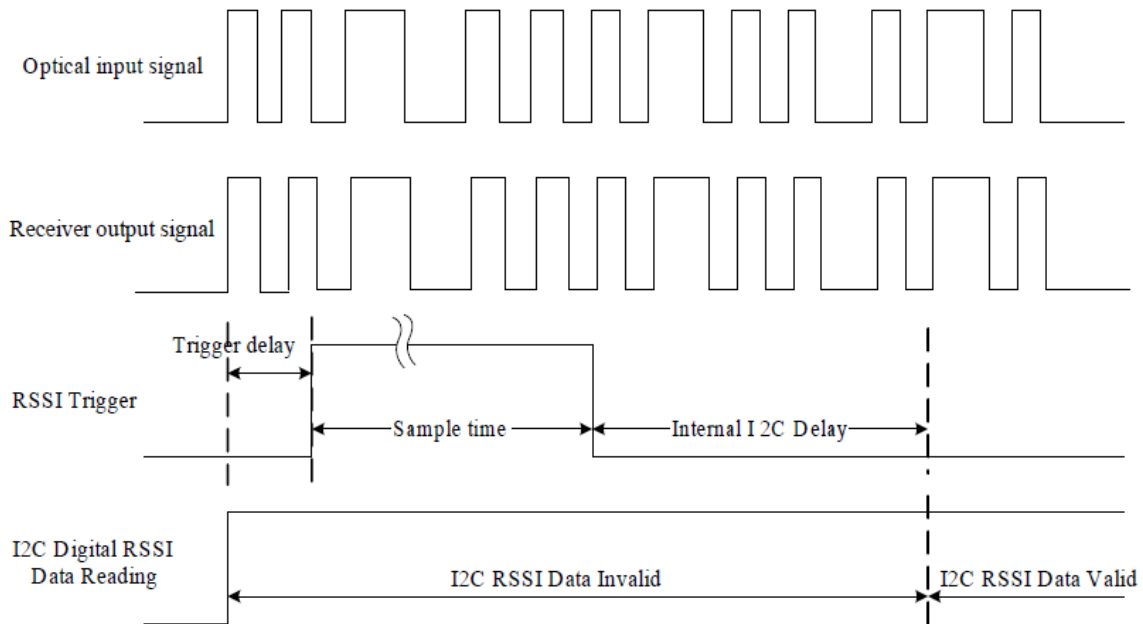 Optical input signal
Receiver output signal
Trigger delay
RSSI Trigger
Sample time
Internal I 2C Delay
I2C Digital RSSI
Data Reading
I2C RSSI Data Invalid
I2C RSSI Data Valid